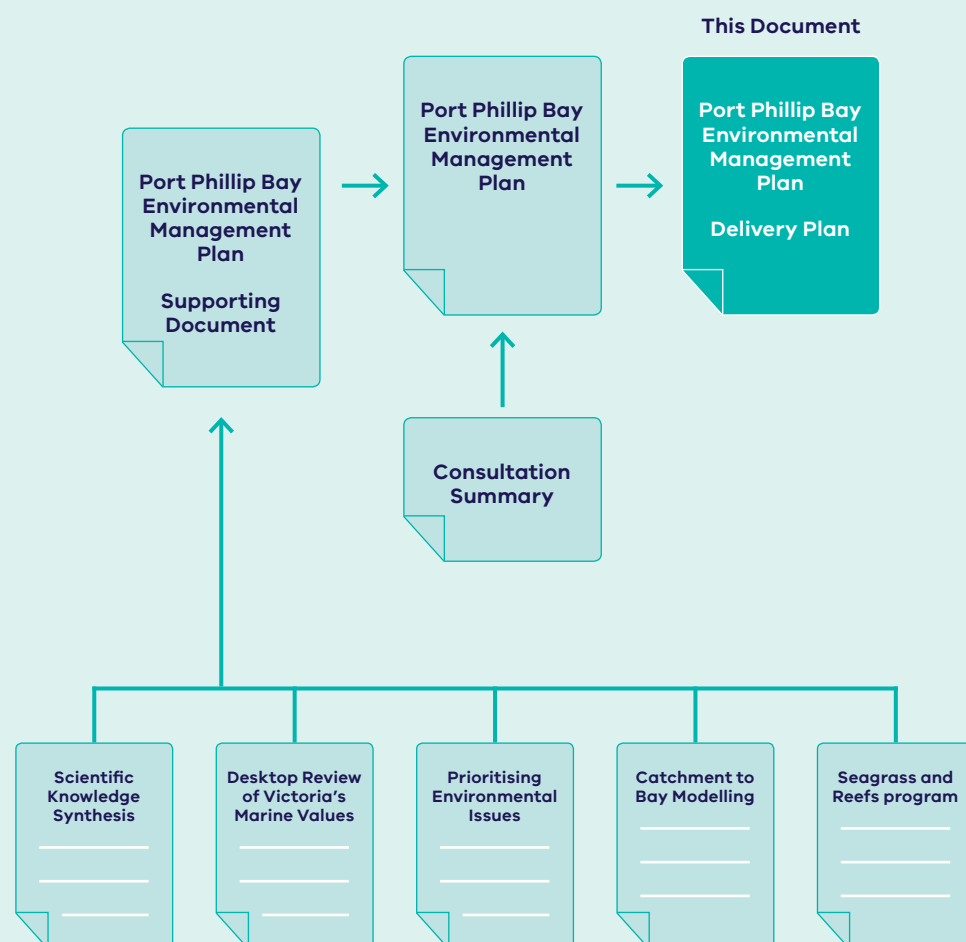 This Document
Port Phillip Bay
Environmental
Management
Plan
Supporting
Document
Port Phillip Bay
Environmental
Management
Plan
Port Phillip Bay
Environmental
Management
Plan
Delivery Plan
Consultation
Summary
Scientific
Knowledge
Synthesis
Desktop Review
of Victoria's
Marine Values
Prioritising
Environmental
Issues
Catchment to
Bay Modelling
Seagrass and
Reefs program